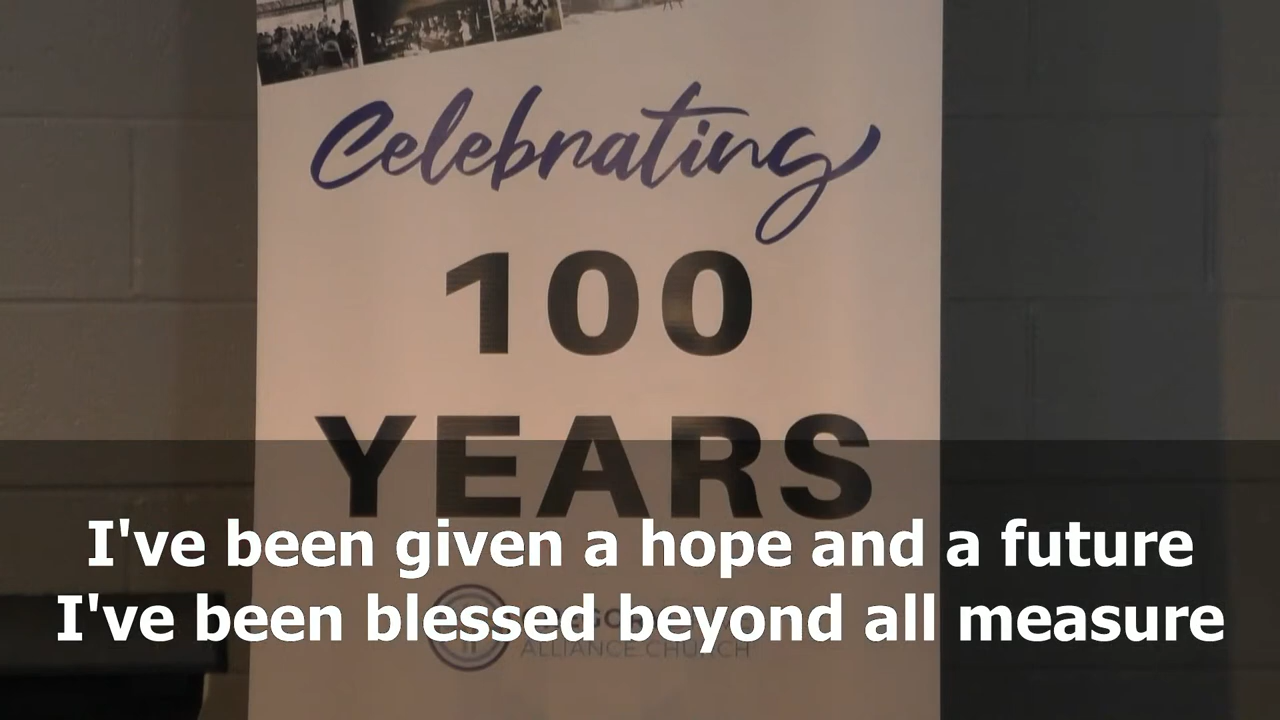 Celebrating
100
YEARS
I've been given a hope and a future
I've been blessed beyond all measure
ALLIANCE CHURCH